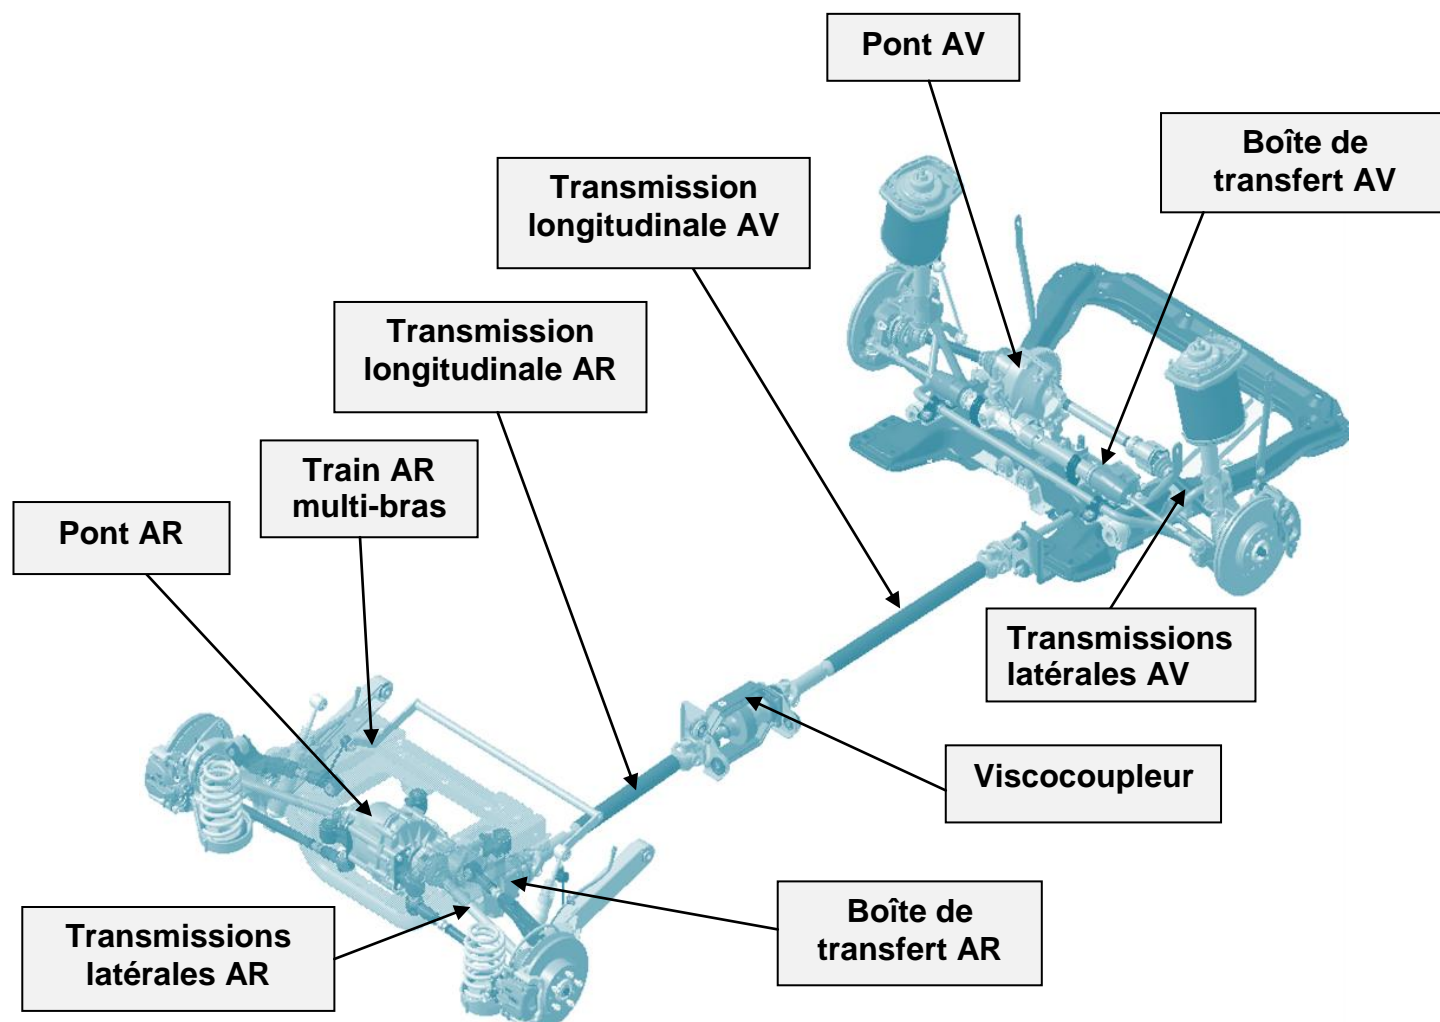 Pont AV
Boîte de
transfert AV
Transmission
longitudinale AV
Transmission
longitudinale AR
Train AR
multi-bras
Pont AR
Transmissions
latérales AV
Viscocoupleur
Boîte de
transfert AR
Transmissions
latérales AR